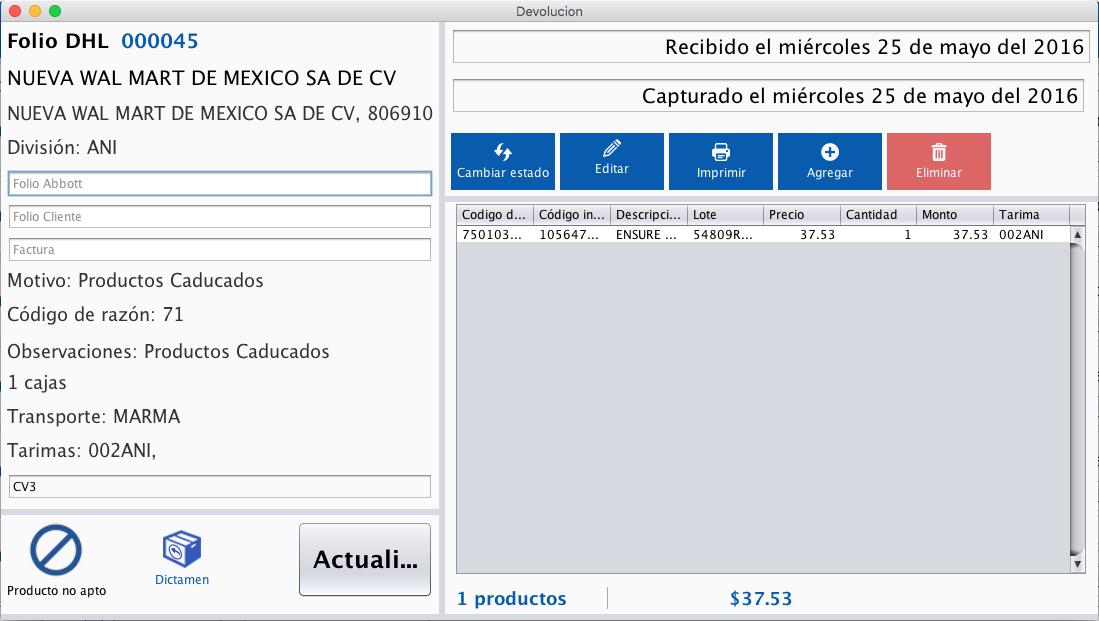 Devolucion
Folio DHL 000045
NUEVA WAL MART DE MEXICO SA DE CV
NUEVA WAL MART DE MEXICO SA DE CV, 806910
División: ANI
Folio Abbott
Folio Cliente
Factura
Motivo: Productos Caducados
Código de razón: 71
Observaciones: Productos Caducados
1 cajas
Transporte: MARMA
Tarimas: 002ANI,
CV3
Producto no apto
Dictamen
Actuali...
Recibido el miércoles 25 de mayo del 2016
Capturado el miércoles 25 de mayo del 2016
Cambiar estado Editar Imprimir Agregar Eliminar
Codigo d... Código in... Descripci... Lote Precio Cantidad Monto Tarima
750103... 105647... ENSURE ... 54809R... 37.53 1 37.53 002ANI
1 productos $37.53